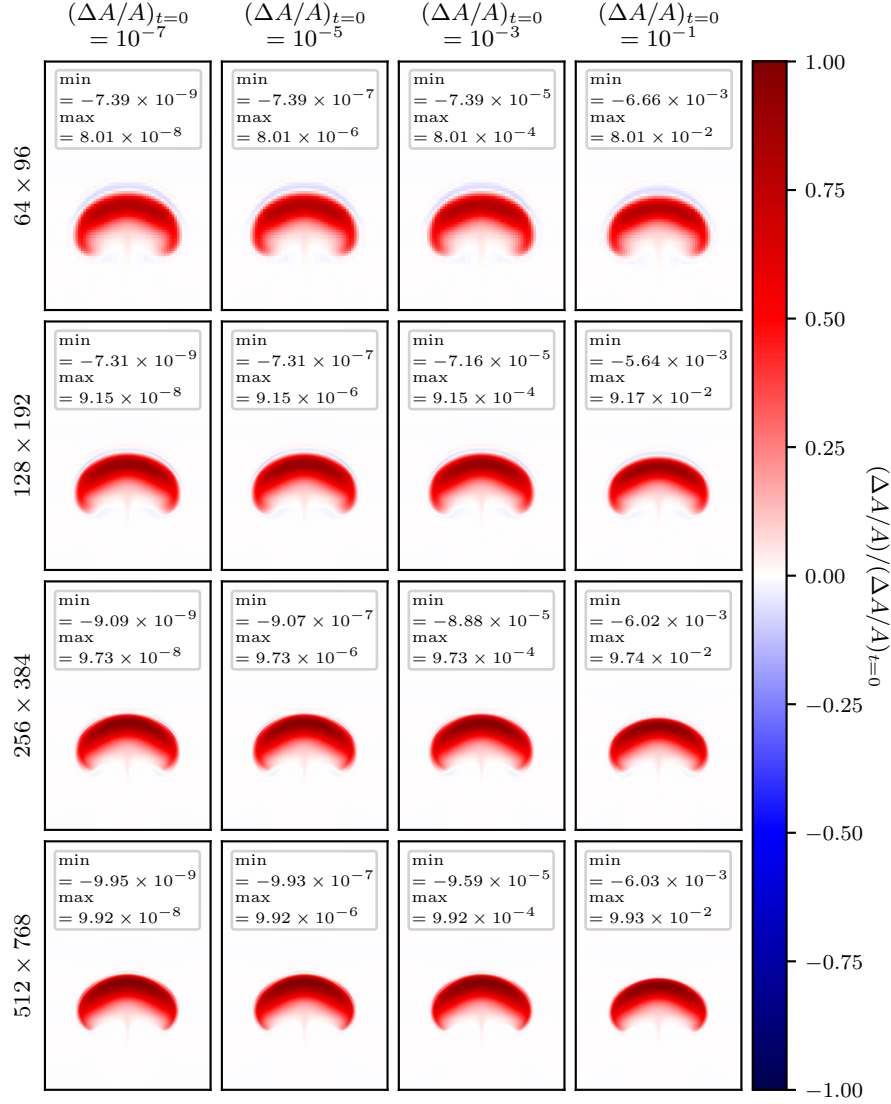 (ΔA/A)t=0
= 10−7
(ΔA/A)t=0
= 10−5
(ΔA/A)t=0
= 10−3
(ΔA/A)t=0
= 10−1
64 × 96
min
= −7.39 × 10−9
max
= 8.01 × 10−8
min
= −7.39 × 10−7
max
= 8.01 × 10−6
min
= −7.39 × 10−5
max
= 8.01 × 10−4
min
= −6.66 × 10−3
max
= 8.01 × 10−2
128 × 192
min
= −7.31 × 10−9
max
= 9.15 × 10−8
min
= −7.31 × 10−7
max
= 9.15 × 10−6
min
= −7.16 × 10−5
max
= 9.15 × 10−4
min
= −5.64 × 10−3
max
= 9.17 × 10−2
256 × 384
min
= −9.09 × 10−9
max
= 9.73 × 10−8
min
= −9.07 × 10−7
max
= 9.73 × 10−6
min
= −8.88 × 10−5
max
= 9.73 × 10−4
min
= −6.02 × 10−3
max
= 9.74 × 10−2
512 × 768
min
= −9.95 × 10−9
max
= 9.92 × 10−8
min
= −9.93 × 10−7
max
= 9.92 × 10−6
min
= −9.59 × 10−5
max
= 9.92 × 10−4
min
= −6.03 × 10−3
max
= 9.93 × 10−2
1.00
0.75
0.50
0.25
0.00
−0.25
−0.50
−0.75
−1.00
(ΔA/A)/(ΔA/A)t=0